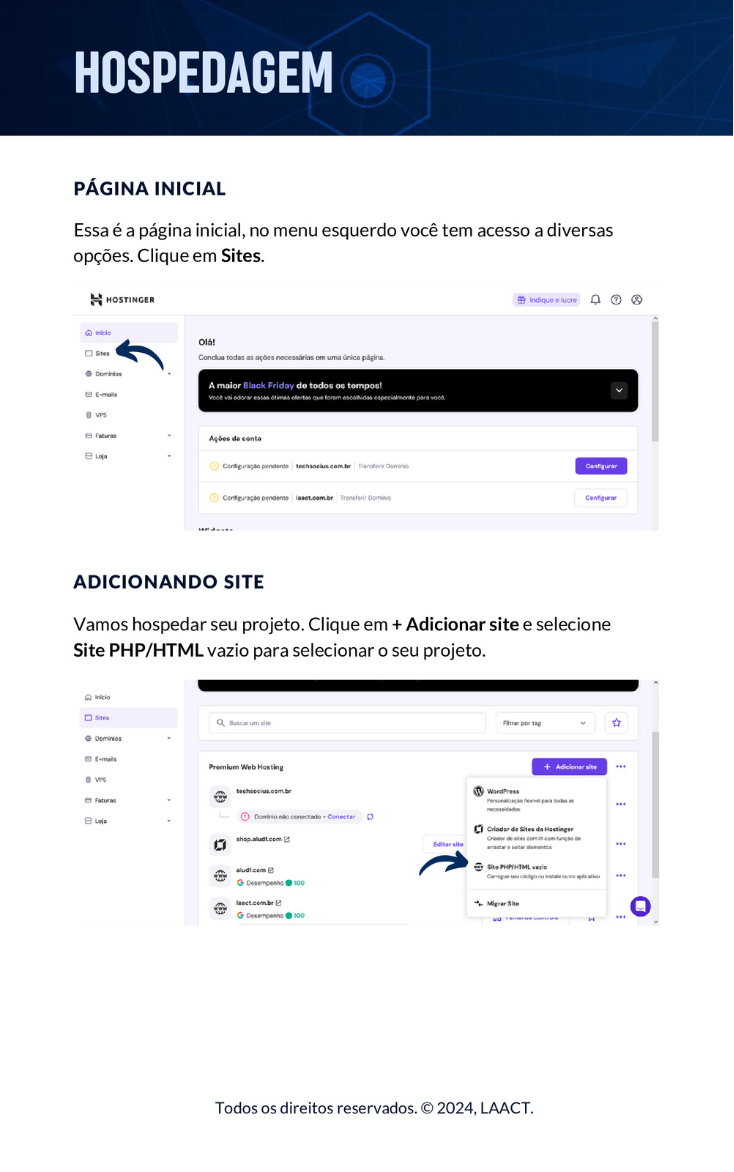 HOSPEDAGEM
PÁGINA INICIAL
Essa é a página inicial, no menu esquerdo você tem acesso a diversas
opções. Clique em Sites.
HOSTINGER
Indique e lucre
Início
Sites
Domínios
E-mails
VPS
Faturas
Loja
Olá!
Conclua todas as ações necessárias em uma única página.
A maior Black Friday de todos os tempos!
Você vai adorar essas ótimas ofertas que foram escolhidas especialmente para você.
Ações da conta
Configuração pendente techsocius.com.br Transferir Domínio Configurar
Configuração pendente laact.com.br Transferir Domínio Configurar
ADICIONANDO SITE
Vamos hospedar seu projeto. Clique em + Adicionar site e selecione
Site PHP/HTML vazio para selecionar o seu projeto.
Início
Sites
Domínios
E-mails
VPS
Faturas
Loja
Buscar um site
Filtrar por tag
Premium Web Hosting
+ Adicionar site
techsocius.com.br
Domínio não conectado - Conectar
shop.aludt.com
Editar site
aludt.com
Desempenho 100
laact.com.br
Desempenho 100
WordPress
Personalização flexível para todas as
necessidades
Criador de Sites da Hostinger
Criador de sites com IA com função de
arrastar e soltar elementos
Site PHP/HTML vazio
Carregue seu código ou instale outro aplicativo
Migrar Site
Todos os direitos reservados. © 2024, LAACT.